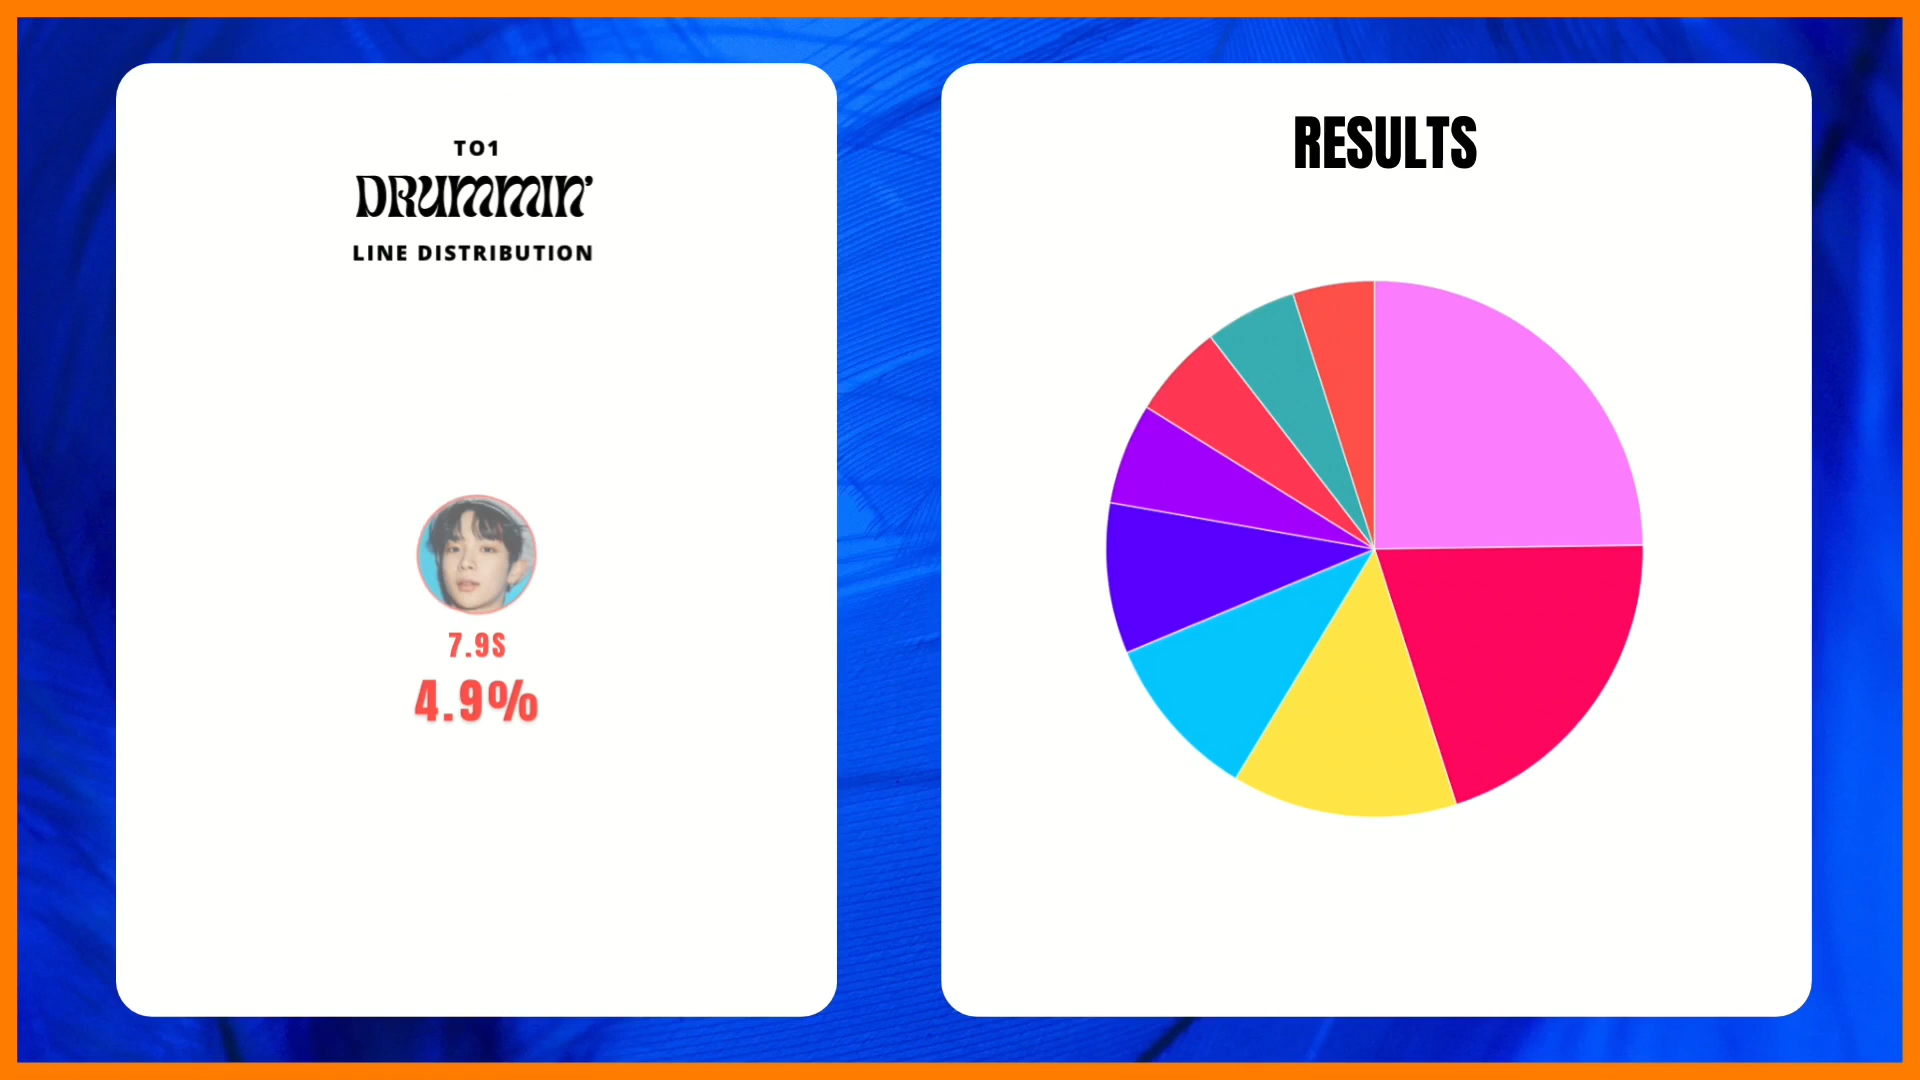 TO1
DRUMMIN'
LINE DISTRIBUTION
7.9S
4.9%
RESULTS